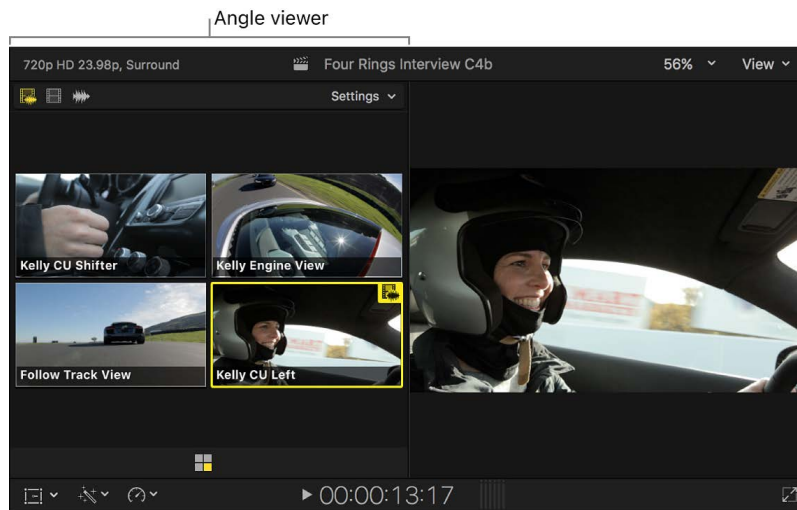 Angle viewer
720p HD 23.98p, Surround
Four Rings Interview C4b
56%
View
Settings
Kelly CU Shifter
Kelly Engine View
Follow Track View
Kelly CU Left
00:00:13:17